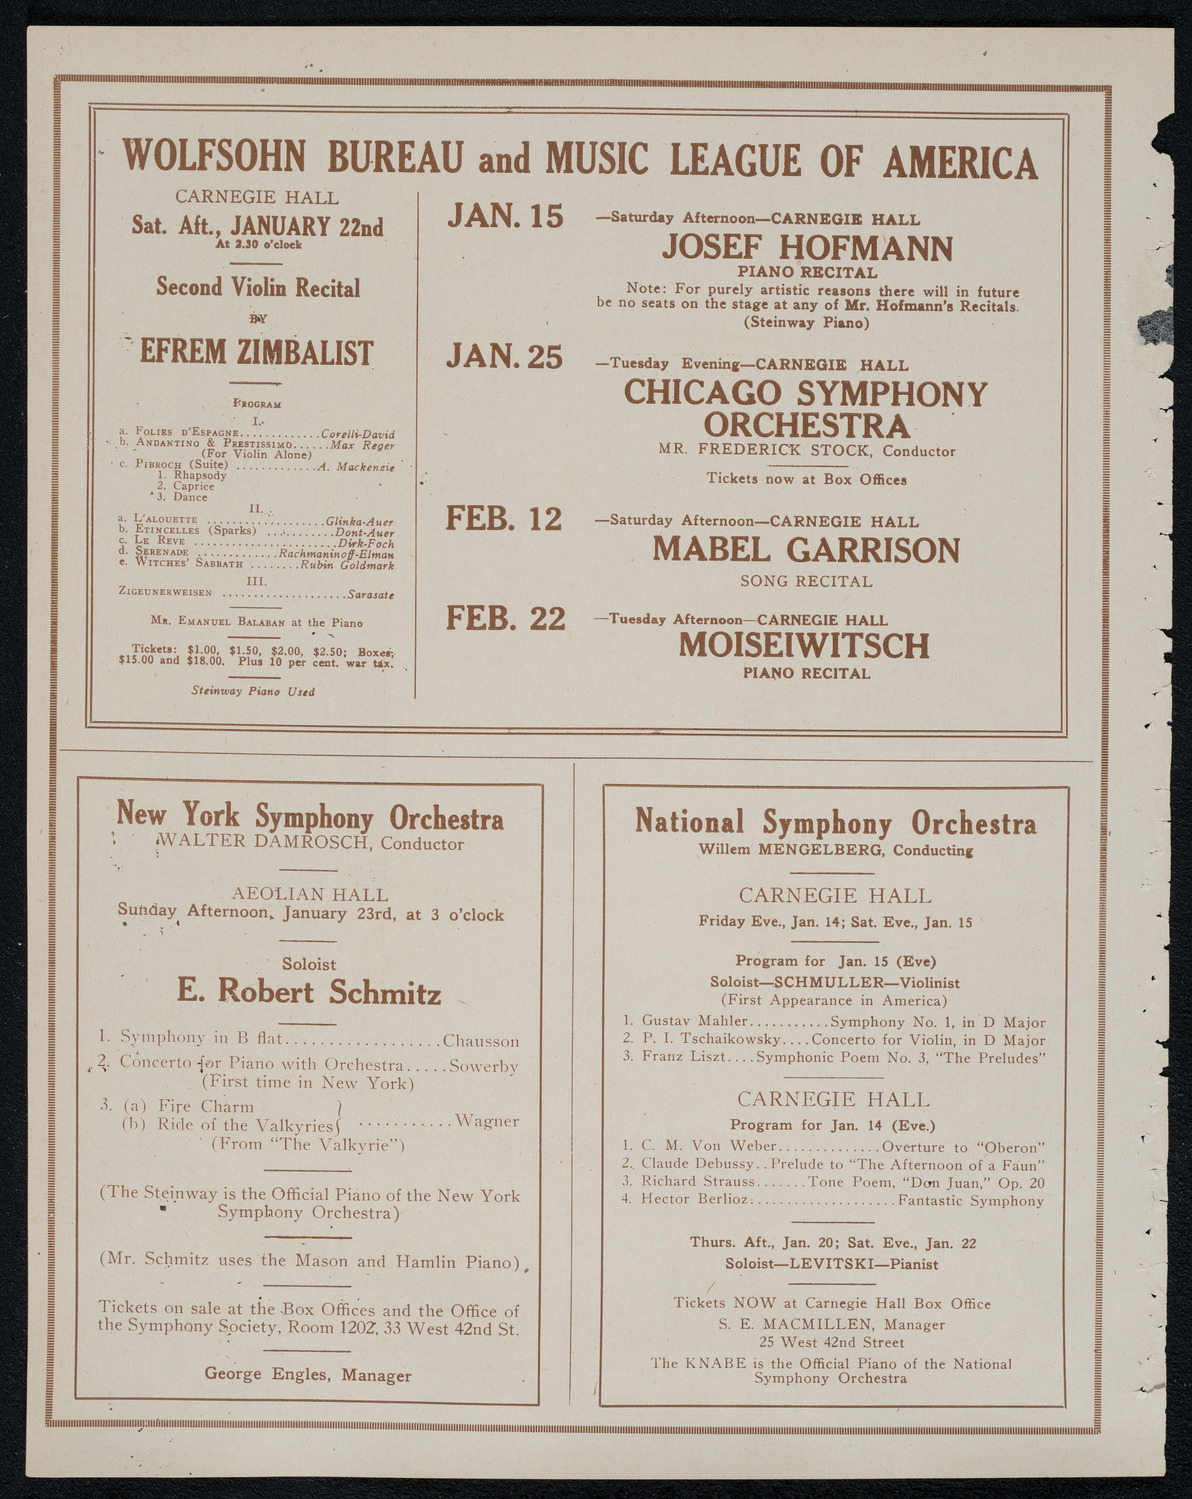 WOLFSOHN BUREAU and MUSIC LEAGUE OF AMERICA
CARNEGIE HALL
Sat. Aft., JANUARY 22nd
At 2.30 o'clock
Second Violin Recital
BY
EFREM ZIMBALIST
PROGRAM
I.
a. FOLIES D'ESPAGNE............Corelli-David
b. ANDANTINO & PRESTISSIMO......Max Reger
(For Violin Alone)
c. PIBROCH (Suite) .............A. Mackenzie
1. Rhapsody
2. Caprice
3. Dance
II.
a. L'ALOUETTE ..................Glinka-Auer
b. ETINCELLES (Sparks) ..........Dont-Auer
c. LE REVE ......................Dirk-Foch
d. SERENADE ............Rachmaninoff-Elman
e. WITCHES' SABBATH ........Rubin Goldmark
III.
ZIGEUNERWEISEN ....................Sarasate
MR. EMANUEL BALABAN at the Piano
Tickets: $1.00, $1.50, $2.00, $2.50; Boxes,
$15.00 and $18.00. Plus 10 per cent. war tax.
Steinway Piano Used
JAN. 15 —Saturday Afternoon—CARNEGIE HALL
JOSEF HOFMANN
PIANO RECITAL
Note: For purely artistic reasons there will in future
be no seats on the stage at any of Mr. Hofmann's Recitals.
(Steinway Piano)
JAN. 25 —Tuesday Evening—CARNEGIE HALL
CHICAGO SYMPHONY
ORCHESTRA
MR. FREDERICK STOCK, Conductor
Tickets now at Box Offices
FEB. 12 —Saturday Afternoon—CARNEGIE HALL
MABEL GARRISON
SONG RECITAL
FEB. 22 —Tuesday Afternoon—CARNEGIE HALL
MOISEIWITSCH
PIANO RECITAL
New York Symphony Orchestra
WALTER DAMROSCH, Conductor
AEOLIAN HALL
Sunday Afternoon, January 23rd, at 3 o'clock
Soloist
E. Robert Schmitz
1. Symphony in B flat.................Chausson
2. Concerto for Piano with Orchestra.....Sowerby
(First time in New York)
3. (a) Fire Charm }
(b) Ride of the Valkyries} ...........Wagner
(From "The Valkyrie")
(The Steinway is the Official Piano of the New York
Symphony Orchestra)
(Mr. Schmitz uses the Mason and Hamlin Piano)
Tickets on sale at the Box Offices and the Office of
the Symphony Society, Room 1202, 33 West 42nd St.
George Engles, Manager
National Symphony Orchestra
Willem MENGELBERG, Conducting
CARNEGIE HALL
Friday Eve., Jan. 14; Sat. Eve., Jan. 15
Program for Jan. 15 (Eve)
Soloist—SCHMULLER—Violinist
(First Appearance in America)
1. Gustav Mahler...........Symphony No. 1, in D Major
2. P. I. Tschaikowsky....Concerto for Violin, in D Major
3. Franz Liszt....Symphonic Poem No. 3, "The Preludes"
CARNEGIE HALL
Program for Jan. 14 (Eve.)
1. C. M. Von Weber..............Overture to "Oberon"
2. Claude Debussy..Prelude to "The Afternoon of a Faun"
3. Richard Strauss.......Tone Poem, "Don Juan," Op. 20
4. Hector Berlioz....................Fantastic Symphony
Thurs. Aft., Jan. 20; Sat. Eve., Jan. 22
Soloist—LEVITSKI—Pianist
Tickets NOW at Carnegie Hall Box Office
S. E. MACMILLEN, Manager
25 West 42nd Street
The KNABE is the Official Piano of the National
Symphony Orchestra